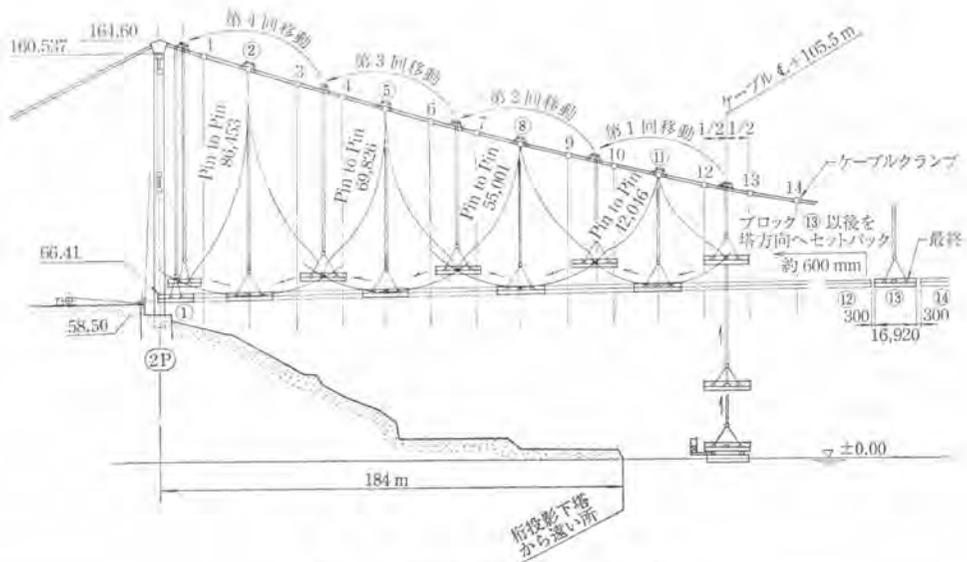 164.60
160.537
第4回移動
第3回移動
第2回移動
第1回移動
ケーブル ℄ + 105.5 m
1/2
1/2
1
②
3
4
⑤
6
7
⑧
9
10
⑪
12
13
14
ケーブルクランプ
Pin to Pin
86,453
Pin to Pin
69,826
Pin to Pin
55,001
Pin to Pin
42,046
ブロック ⑬ 以後を
塔方向へセットバック
約 600 mm
最終
66.41
58.50
①
2P
⑫
⑬
⑭
300
300
16,920
±0.00
184 m
桁投影下塔
から遠い所